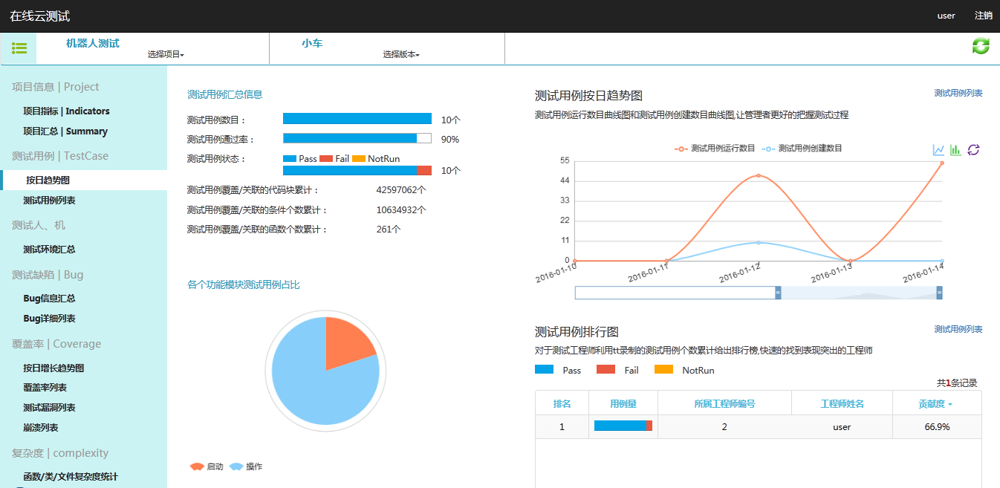 在线云测试
user
注销
机器人测试
选择项目
小车
选择版本
项目信息 | Project
项目指标 | Indicators
项目汇总 | Summary
测试用例 | TestCase
按日趋势图
测试用例列表
测试人、机
测试环境汇总
测试缺陷 | Bug
Bug信息汇总
Bug详细列表
覆盖率 | Coverage
按日增长趋势图
覆盖率列表
测试漏洞列表
崩溃列表
复杂度 | complexity
函数/类/文件复杂度统计
测试用例汇总信息
测试用例数目： 10个
测试用例通过率： 90%
测试用例状态： Pass Fail NotRun
10个
测试用例覆盖/关联的代码块累计： 42597062个
测试用例覆盖/关联的条件个数累计： 10634932个
测试用例覆盖/关联的函数个数累计： 261个
各个功能模块测试用例占比
启动 操作
测试用例按日趋势图
测试用例列表
测试用例运行数目曲线图和测试用例创建数目曲线图,让管理者更好的把握测试过程
测试用例运行数目 测试用例创建数目
55
44
33
22
11
0
2016-01-10 2016-01-11 2016-01-12 2016-01-13 2016-01-14
测试用例排行图
测试用例列表
对于测试工程师利用tt录制的测试用例个数累计给出排行榜,快速的找到表现突出的工程师
Pass Fail NotRun
共1条记录
排名 用例量 所属工程师编号 工程师姓名 贡献度
1 2 user 66.9%